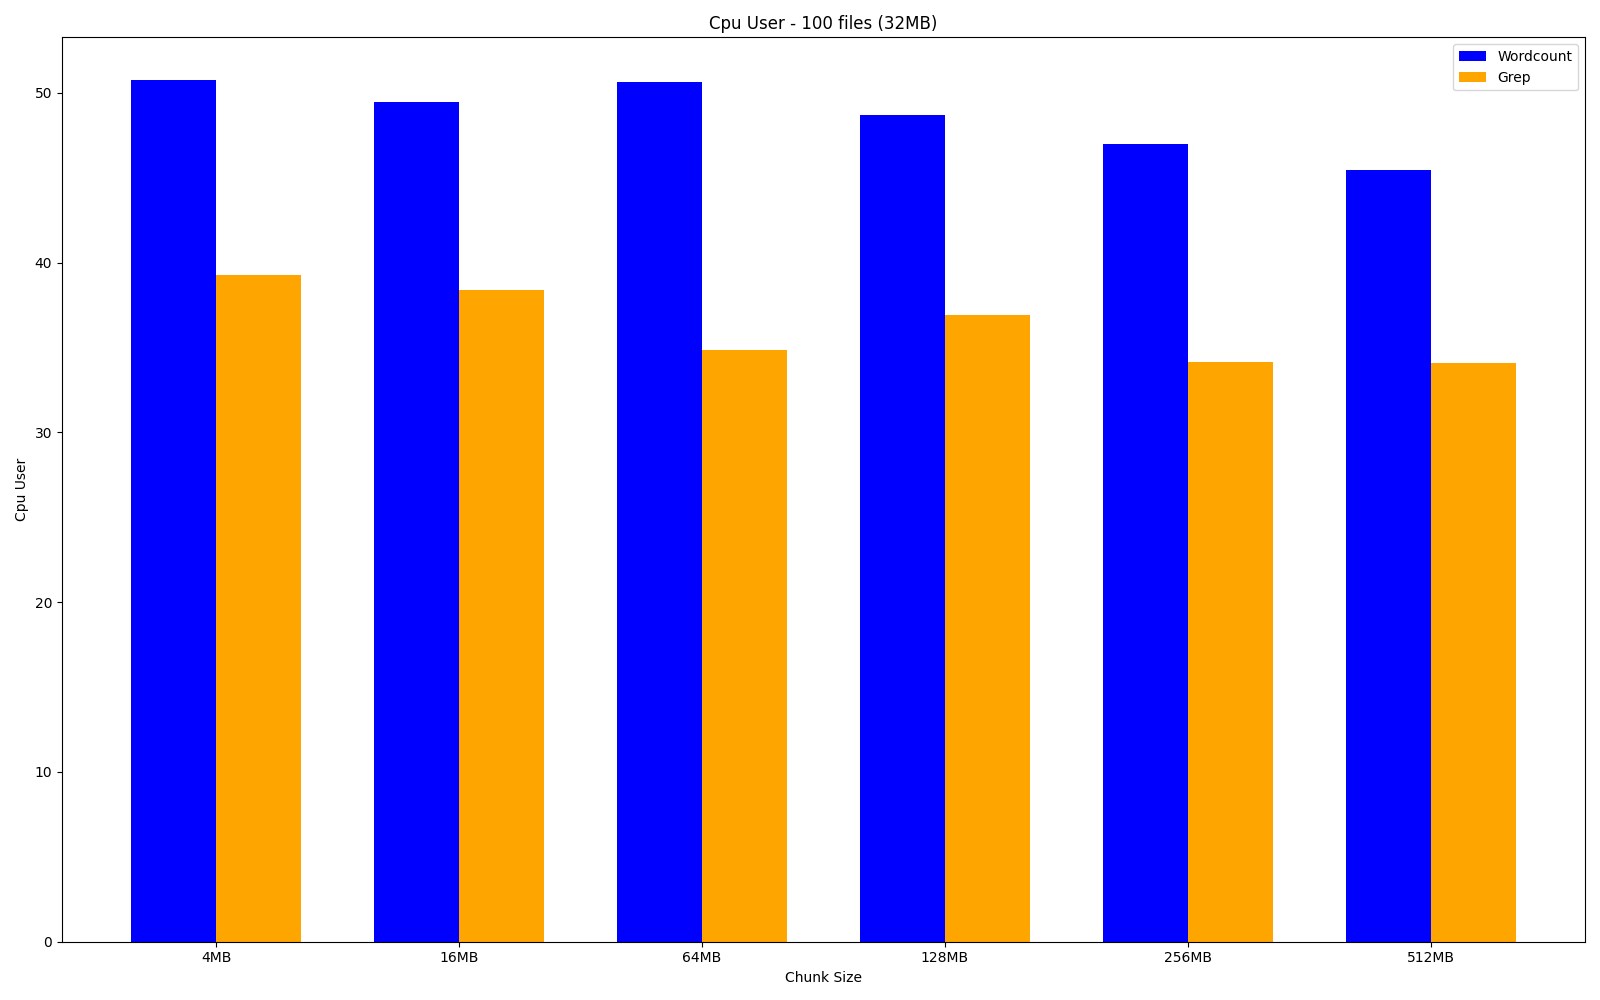 Cpu User - 100 files (32MB)
Wordcount
Grep
50
40
30
20
10
0
Cpu User
4MB 16MB 64MB 128MB 256MB 512MB
Chunk Size